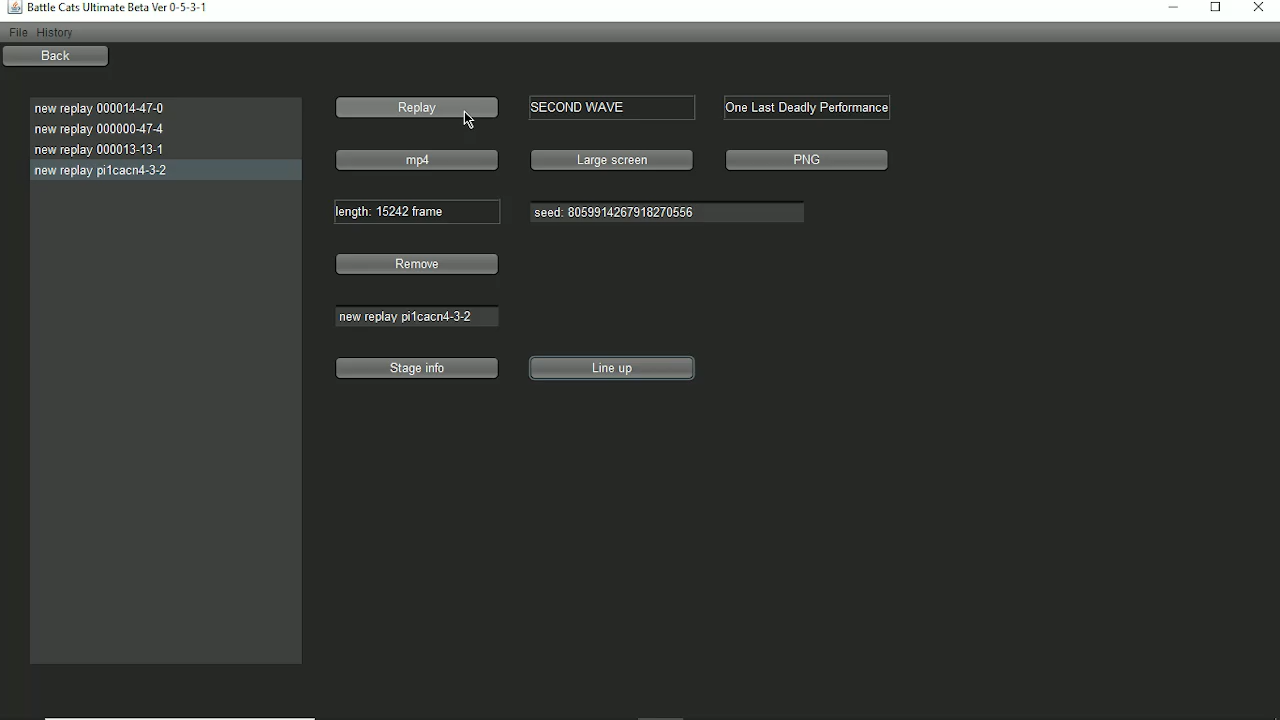 Battle Cats Ultimate Beta Ver 0-5-3-1
File History
Back
new replay 000014-47-0
new replay 000000-47-4
new replay 000013-13-1
new replay pi1cacn4-3-2
Replay
SECOND WAVE
One Last Deadly Performance
mp4
Large screen
PNG
length: 15242 frame
seed: 8059914267918270556
Remove
new replay pi1cacn4-3-2
Stage info
Line up